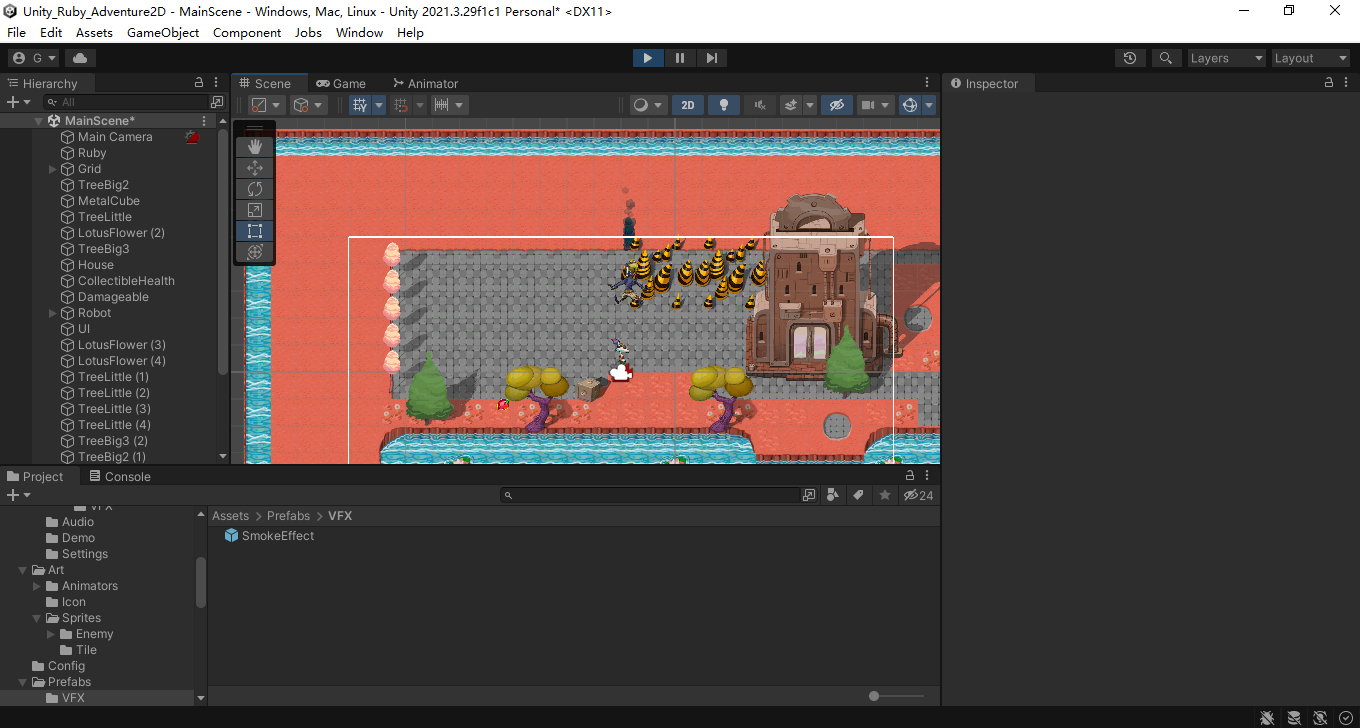 Unity_Ruby_Adventure2D - MainScene - Windows, Mac, Linux - Unity 2021.3.29f1c1 Personal* <DX11>
File Edit Assets GameObject Component Jobs Window Help
G Layers Layout
Hierarchy
All
MainScene*
Main Camera
Ruby
Grid
TreeBig2
MetalCube
TreeLittle
LotusFlower (2)
TreeBig3
House
CollectibleHealth
Damageable
Robot
UI
LotusFlower (3)
LotusFlower (4)
TreeLittle (1)
TreeLittle (2)
TreeLittle (3)
TreeLittle (4)
TreeBig3 (2)
TreeBig2 (1)
Scene Game Animator
2D
Inspector
Project Console
24
VFX
Audio
Demo
Settings
Art
Animators
Icon
Sprites
Enemy
Tile
Config
Prefabs
VFX
Assets > Prefabs > VFX
SmokeEffect